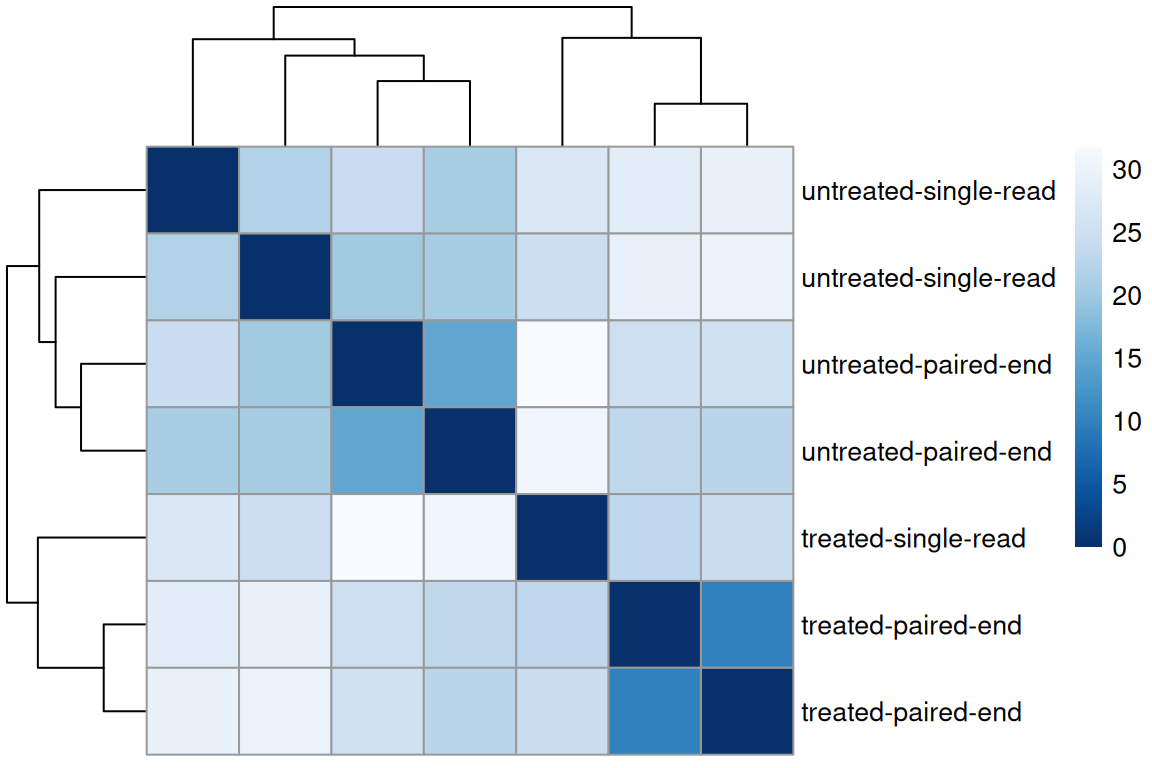 untreated-single-read
untreated-single-read
untreated-paired-end
untreated-paired-end
treated-single-read
treated-paired-end
treated-paired-end
30
25
20
15
10
5
0